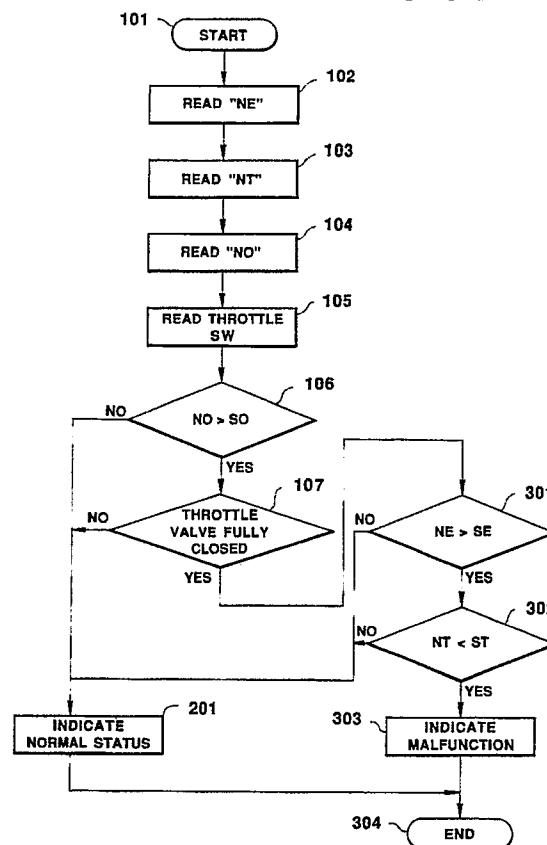 101
START
102
READ "NE"
103
READ "NT"
104
READ "NO"
105
READ THROTTLE
SW
106
NO
NO > SO
YES
107
NO
THROTTLE
VALVE FULLY
CLOSED
YES
301
NO
NE > SE
YES
302
NO
NT < ST
YES
201
INDICATE
NORMAL STATUS
303
INDICATE
MALFUNCTION
304
END